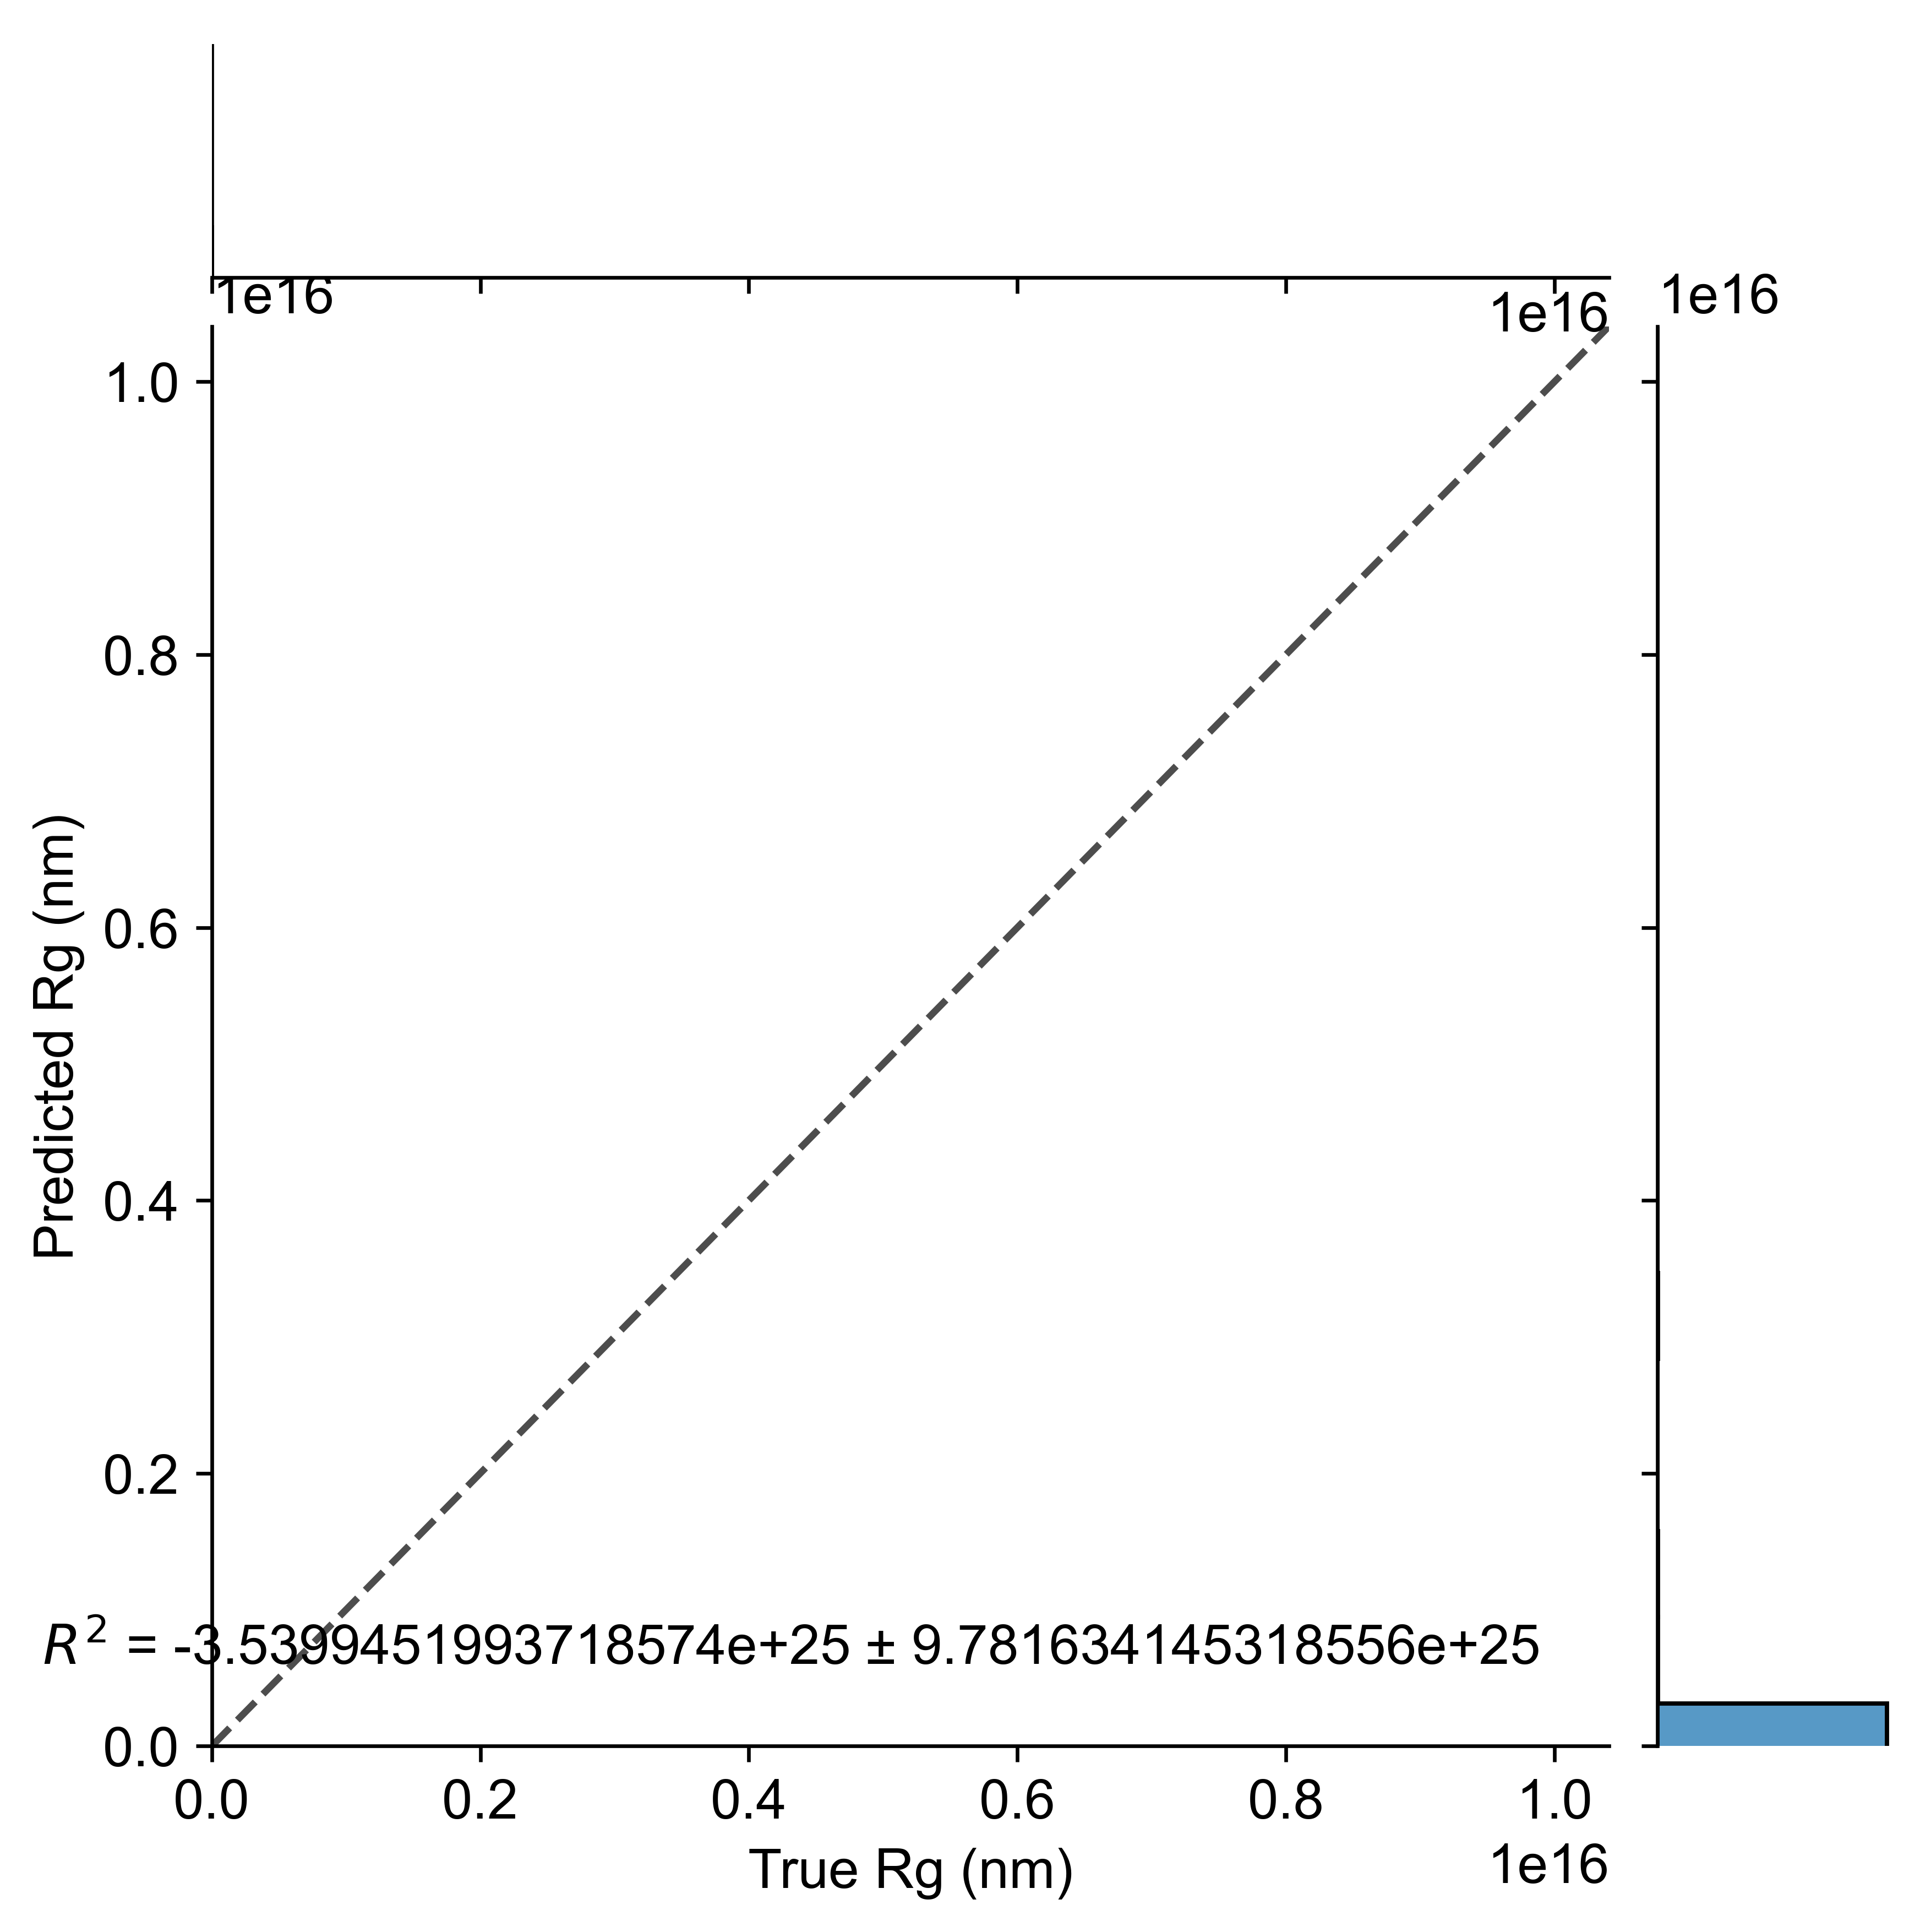 1e16
1e16
1e16
1.0
0.8
0.6
0.4
0.2
0.0
Predicted Rg (nm)
R² = -3.5399451993718574e+25 ± 9.781634145318556e+25
0.0 0.2 0.4 0.6 0.8 1.0
1e16
True Rg (nm)